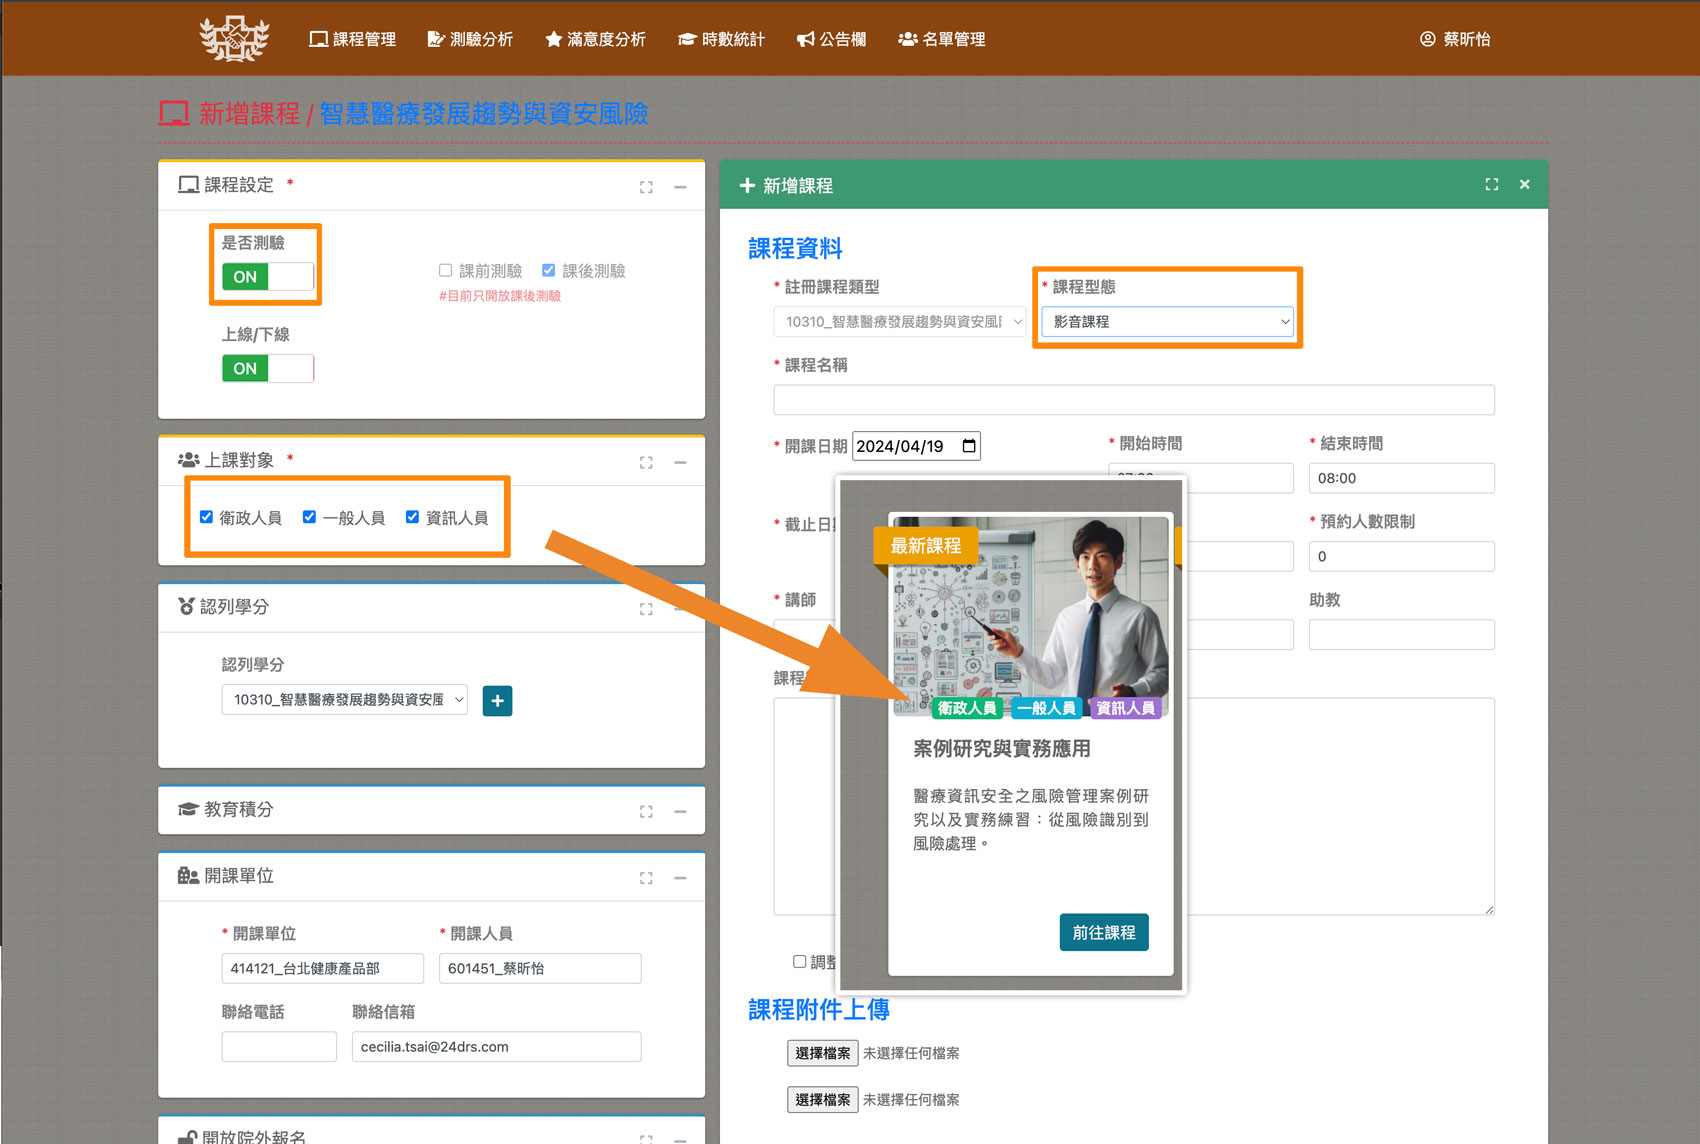 課程管理 測驗分析 滿意度分析 時數統計 公告欄 名單管理 蔡昕怡
新增課程 / 智慧醫療發展趨勢與資安風險
課程設定 *
是否測驗
ON
課前測驗 課後測驗
#目前只開放課後測驗
上線/下線
ON
上課對象 *
衛政人員 一般人員 資訊人員
認列學分
認列學分
10310_智慧醫療發展趨勢與資安風
教育積分
開課單位
* 開課單位 * 開課人員
414121_台北健康產品部 601451_蔡昕怡
聯絡電話 聯絡信箱
cecilia.tsai@24drs.com
開放院外報名
新增課程
課程資料
* 註冊課程類型 * 課程型態
10310_智慧醫療發展趨勢與資安風 影音課程
* 課程名稱
* 開課日期 2024/04/19 * 開始時間 * 結束時間
08:00
* 截止日 * 預約人數限制
0
* 講師 助教
課程
調整
最新課程
衛政人員 一般人員 資訊人員
案例研究與實務應用
醫療資訊安全之風險管理案例研
究以及實務練習：從風險識別到
風險處理。
前往課程
課程附件上傳
選擇檔案 未選擇任何檔案
選擇檔案 未選擇任何檔案